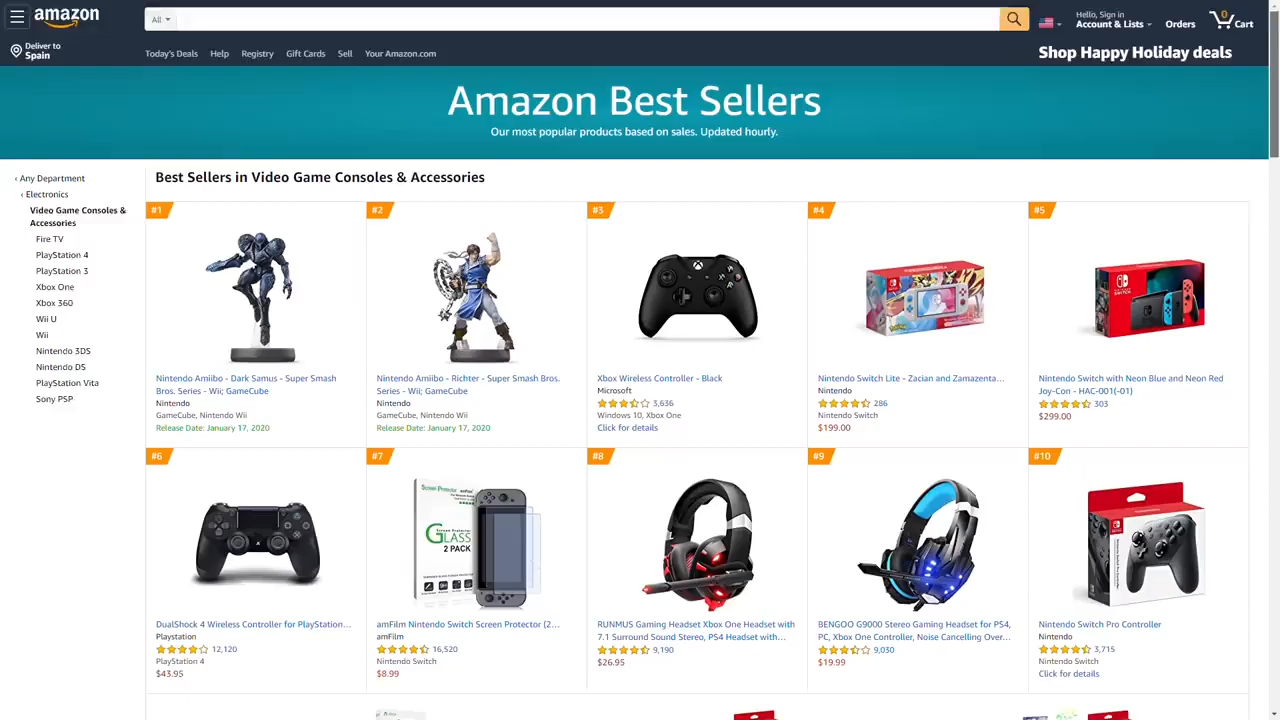 amazon
All
Hello, Sign in
Account & Lists
Orders
0
Cart
Deliver to
Spain
Today's Deals
Help
Registry
Gift Cards
Sell
Your Amazon.com
Shop Happy Holiday deals
Amazon Best Sellers
Our most popular products based on sales. Updated hourly.
‹ Any Department
‹ Electronics
Video Game Consoles &
Accessories
Fire TV
PlayStation 4
PlayStation 3
Xbox One
Xbox 360
Wii U
Wii
Nintendo 3DS
Nintendo DS
PlayStation Vita
Sony PSP
Best Sellers in Video Game Consoles & Accessories
#1
Nintendo Amiibo - Dark Samus - Super Smash
Bros. Series - Wii; GameCube
Nintendo
GameCube, Nintendo Wii
Release Date: January 17, 2020
#2
Nintendo Amiibo - Richter - Super Smash Bros.
Series - Wii; GameCube
Nintendo
GameCube, Nintendo Wii
Release Date: January 17, 2020
#3
Xbox Wireless Controller - Black
Microsoft
3,636
Windows 10, Xbox One
Click for details
#4
Nintendo Switch Lite - Zacian and Zamazenta...
Nintendo
286
Nintendo Switch
$199.00
#5
SWITCH
Nintendo Switch with Neon Blue and Neon Red
Joy-Con - HAC-001(-01)
303
$299.00
#6
DualShock 4 Wireless Controller for PlayStation...
Playstation
12,120
PlayStation 4
$43.95
#7
Screen Protector
GLASS
2 PACK
amFilm Nintendo Switch Screen Protector (2...
amFilm
16,520
Nintendo Switch
$8.99
#8
RUNMUS Gaming Headset Xbox One Headset with
7.1 Surround Sound Stereo, PS4 Headset with...
9,190
$26.95
#9
BENGOO G9000 Stereo Gaming Headset for PS4,
PC, Xbox One Controller, Noise Cancelling Over...
9,030
$19.99
#10
Nintendo Switch Pro Controller
Nintendo
3,715
Nintendo Switch
Click for details